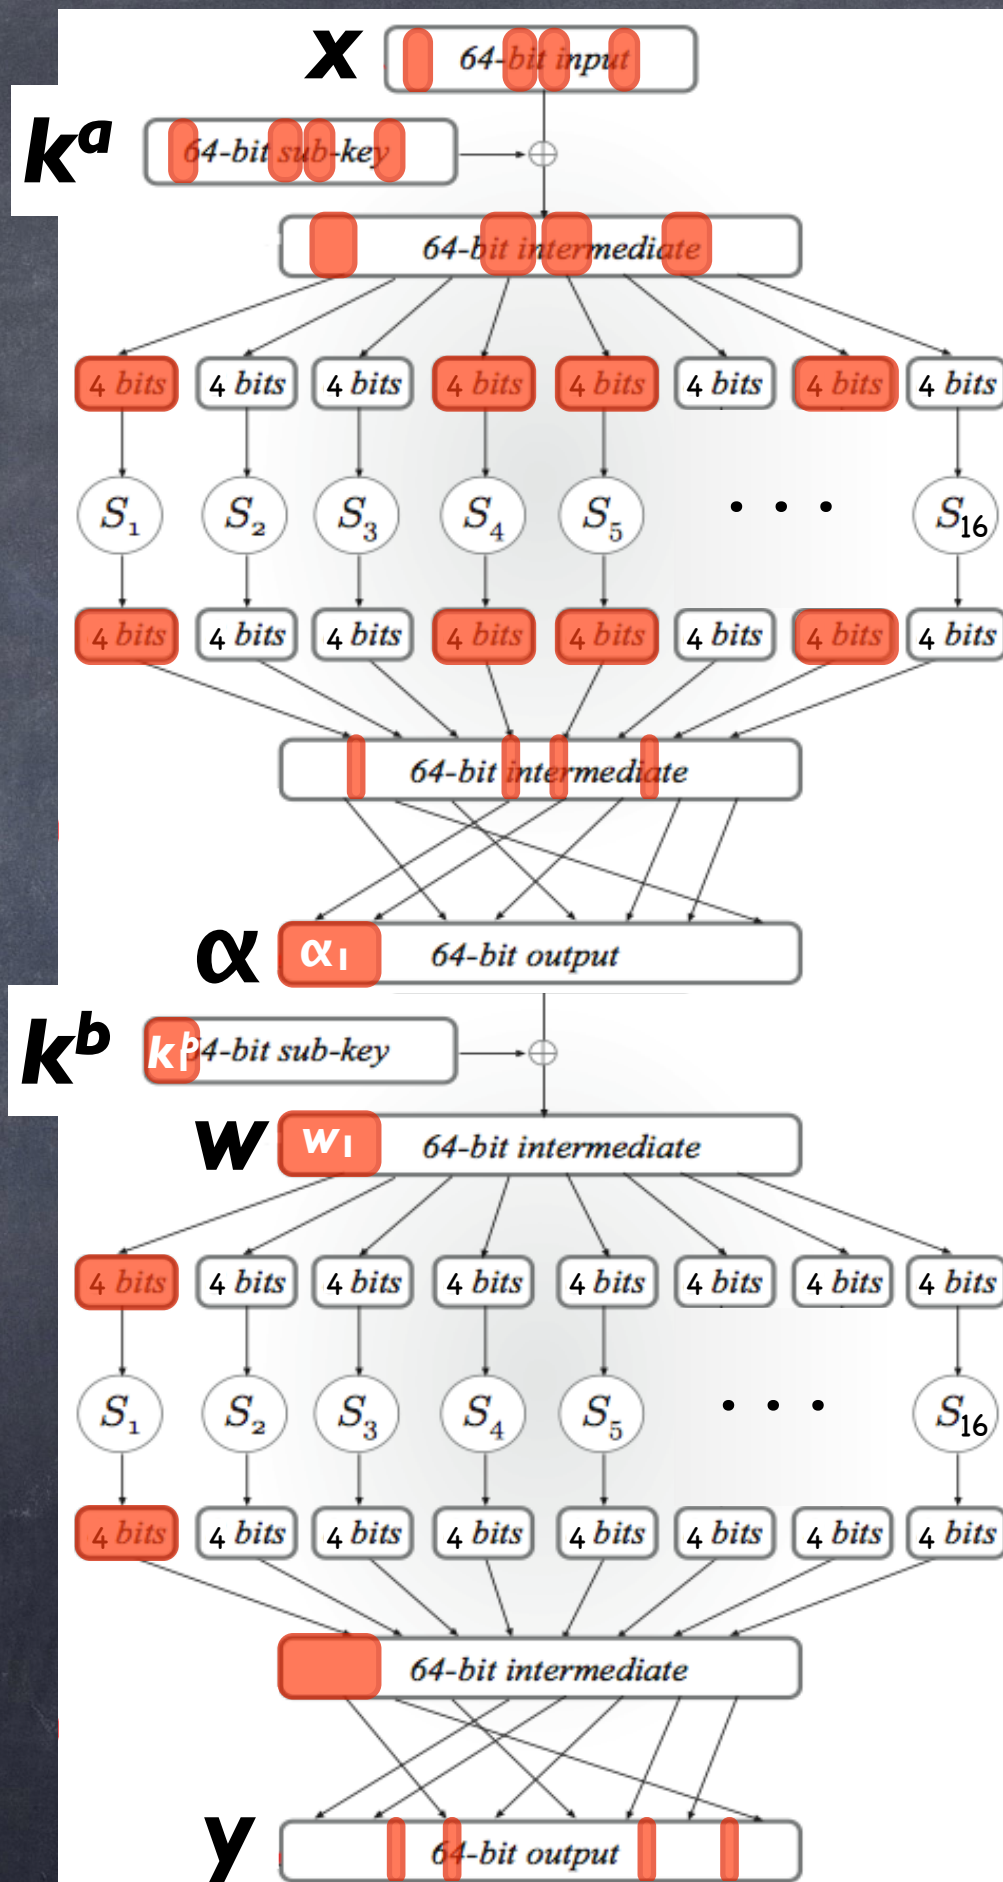 x 64-bit input
kᵃ 64-bit sub-key
64-bit intermediate
4 bits 4 bits 4 bits 4 bits 4 bits 4 bits 4 bits 4 bits
S₁ S₂ S₃ S₄ S₅ • • • S₁₆
4 bits 4 bits 4 bits 4 bits 4 bits 4 bits 4 bits 4 bits
64-bit intermediate
α α₁ 64-bit output
kᵇ k₁ᵇ 64-bit sub-key
w w₁ 64-bit intermediate
4 bits 4 bits 4 bits 4 bits 4 bits 4 bits 4 bits 4 bits
S₁ S₂ S₃ S₄ S₅ • • • S₁₆
4 bits 4 bits 4 bits 4 bits 4 bits 4 bits 4 bits 4 bits
64-bit intermediate
y 64-bit output